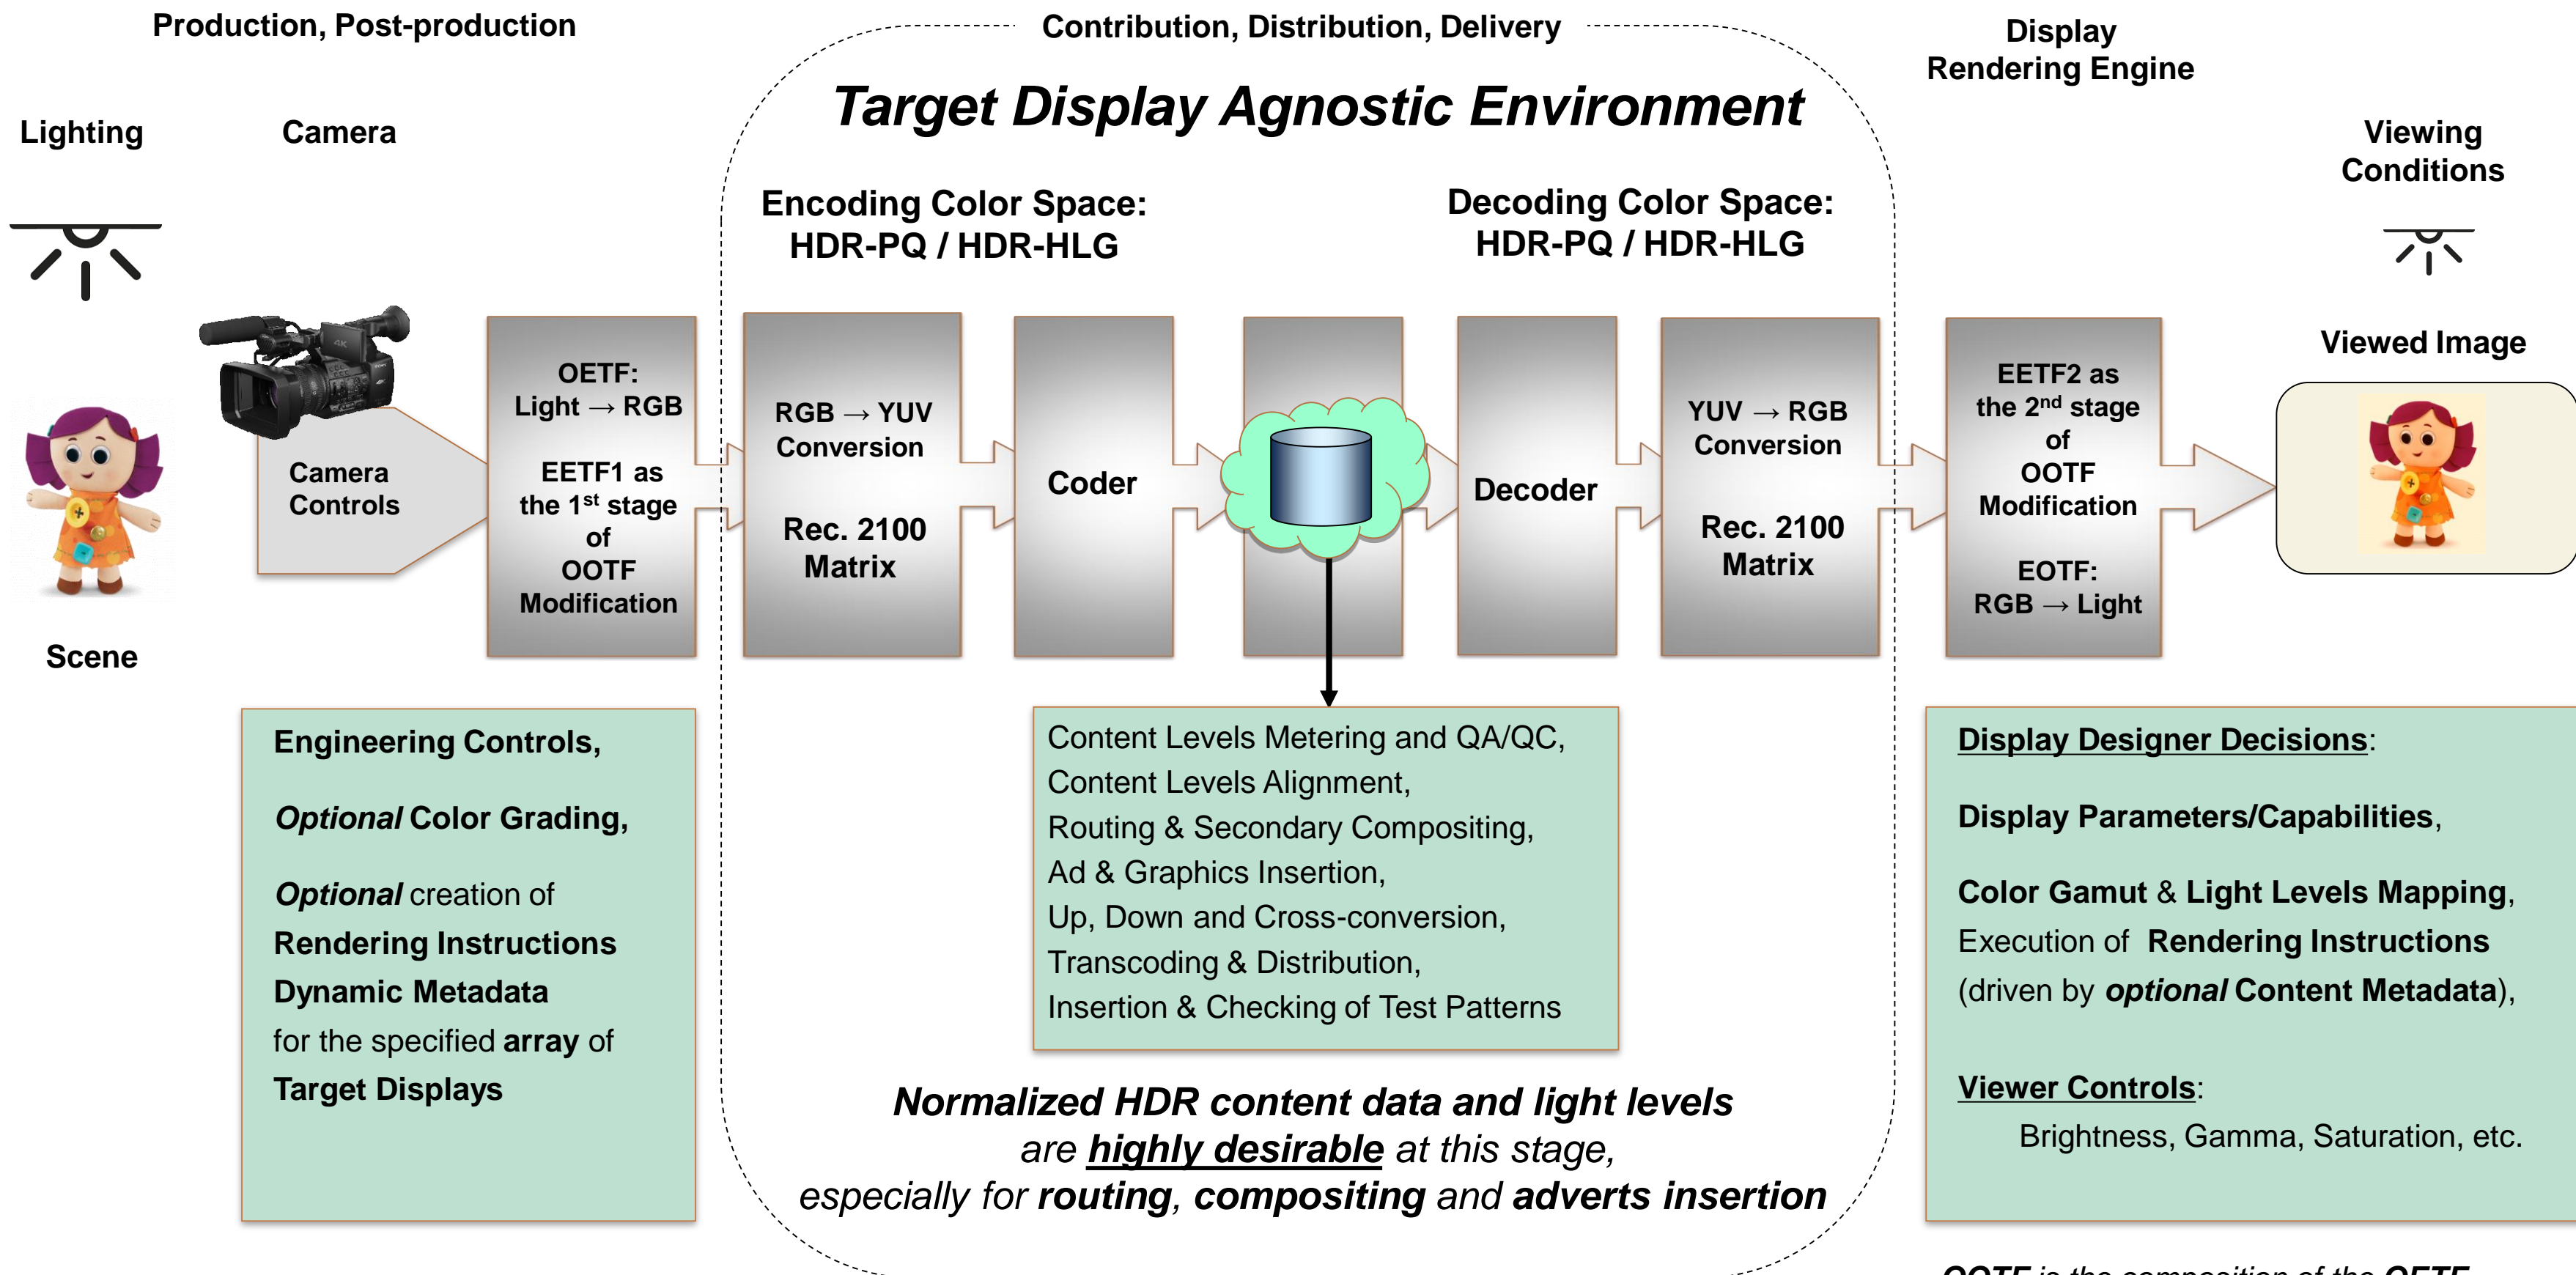 Production, Post-production
Contribution, Distribution, Delivery
Display
Rendering Engine
Target Display Agnostic Environment
Lighting
Camera
Viewing
Conditions
Encoding Color Space:
HDR-PQ / HDR-HLG
Decoding Color Space:
HDR-PQ / HDR-HLG
4K
Camera
Controls
OETF:
Light → RGB
EETF1 as
the 1st stage
of
OOTF
Modification
RGB → YUV
Conversion
Rec. 2100
Matrix
Coder
Decoder
YUV → RGB
Conversion
Rec. 2100
Matrix
EETF2 as
the 2nd stage
of
OOTF
Modification
EOTF:
RGB → Light
Viewed Image
Scene
Engineering Controls,
Optional Color Grading,
Optional creation of
Rendering Instructions
Dynamic Metadata
for the specified array of
Target Displays
Content Levels Metering and QA/QC,
Content Levels Alignment,
Routing & Secondary Compositing,
Ad & Graphics Insertion,
Up, Down and Cross-conversion,
Transcoding & Distribution,
Insertion & Checking of Test Patterns
Normalized HDR content data and light levels
are highly desirable at this stage,
especially for routing, compositing and adverts insertion
Display Designer Decisions:
Display Parameters/Capabilities,
Color Gamut & Light Levels Mapping,
Execution of Rendering Instructions
(driven by optional Content Metadata),
Viewer Controls:
Brightness, Gamma, Saturation, etc.
OOTF is the composition of the OETF